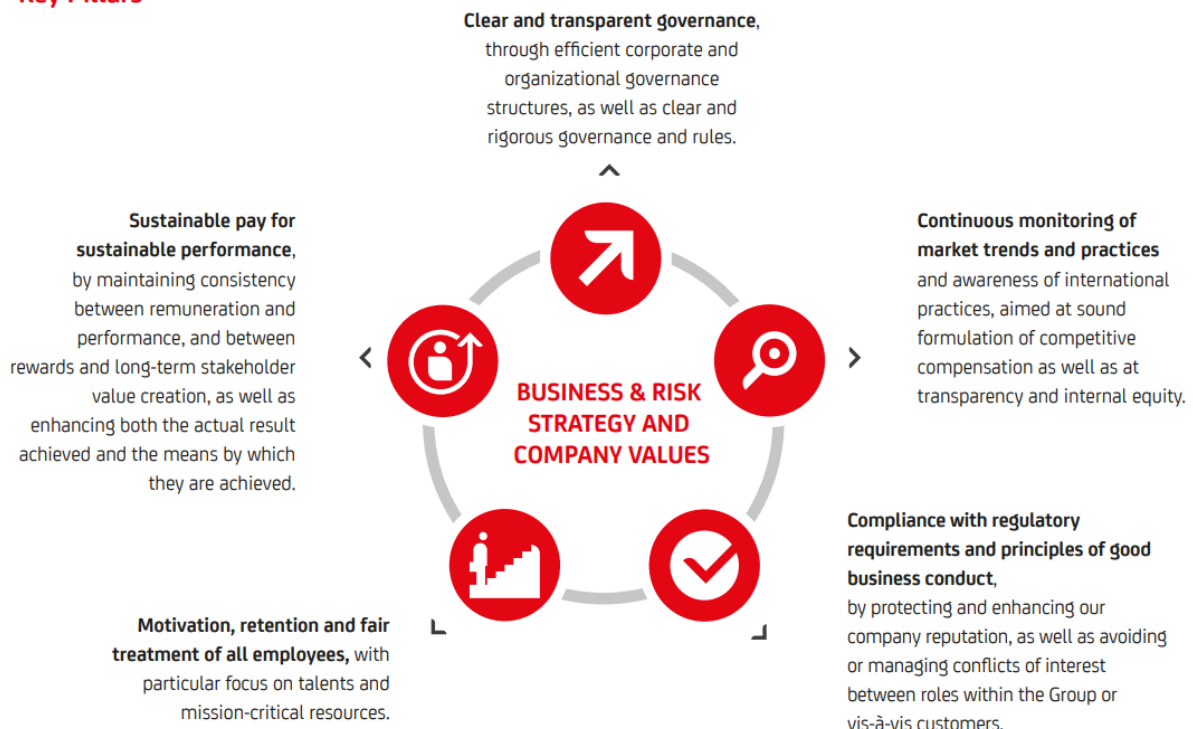 Key Pillars
Clear and transparent governance,
through efficient corporate and
organizational governance
structures, as well as clear and
rigorous governance and rules.
Sustainable pay for
sustainable performance,
by maintaining consistency
between remuneration and
performance, and between
rewards and long-term stakeholder
value creation, as well as
enhancing both the actual result
achieved and the means by which
they are achieved.
Continuous monitoring of
market trends and practices
and awareness of international
practices, aimed at sound
formulation of competitive
compensation as well as at
transparency and internal equity.
BUSINESS & RISK
STRATEGY AND
COMPANY VALUES
Motivation, retention and fair
treatment of all employees, with
particular focus on talents and
mission-critical resources.
Compliance with regulatory
requirements and principles of good
business conduct,
by protecting and enhancing our
company reputation, as well as avoiding
or managing conflicts of interest
between roles within the Group or
vis-à-vis customers.